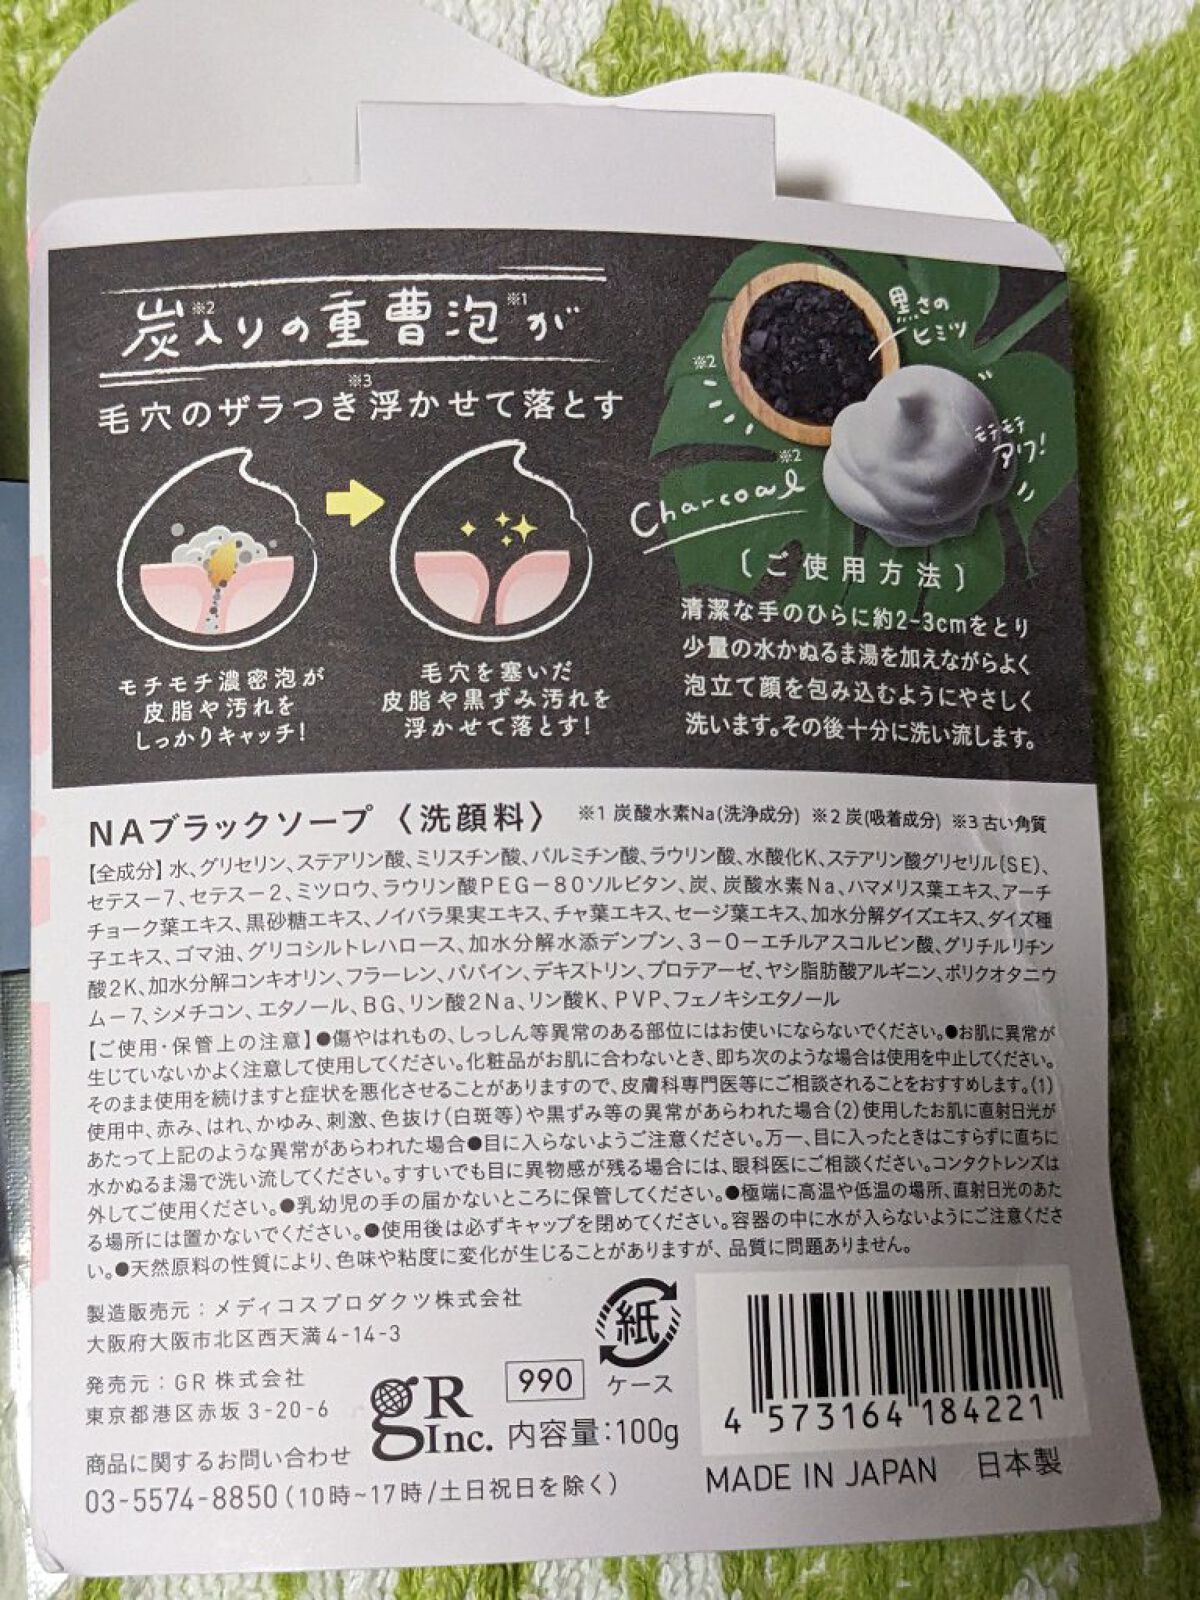 炭※2入りの重曹泡※1が
毛穴のザラつき※3浮かせて落とす
モチモチ濃密泡が
皮脂や汚れを
しっかりキャッチ!
毛穴を塞いだ
皮脂や黒ずみ汚れを
浮かせて落とす!
黒さの
ヒミツ
※2
モチモチ
アワ!
※2
Charcoal
〔ご使用方法〕
清潔な手のひらに約2-3cmをとり
少量の水かぬるま湯を加えながらよく
泡立て顔を包み込むようにやさしく
洗います。その後十分に洗い流します。
NAブラックソープ〈洗顔料〉 ※1 炭酸水素Na(洗浄成分) ※2 炭(吸着成分) ※3 古い角質
【全成分】水、グリセリン、ステアリン酸、ミリスチン酸、パルミチン酸、ラウリン酸、水酸化K、ステアリン酸グリセリル(SE)、
セテスー7、セテスー2、ミツロウ、ラウリン酸PEGー80ソルビタン、炭、炭酸水素Na、ハマメリス葉エキス、アーチ
チョーク葉エキス、黒砂糖エキス、ノイバラ果実エキス、チャ葉エキス、セージ葉エキス、加水分解ダイズエキス、ダイズ種
子エキス、ゴマ油、グリコシルトレハロース、加水分解水添デンプン、3ーOーエチルアスコルビン酸、グリチルリチン
酸2K、加水分解コンキオリン、フラーレン、パパイン、デキストリン、プロテアーゼ、ヤシ脂肪酸アルギニン、ポリクオタニウ
ムー7、シメチコン、エタノール、BG、リン酸2Na、リン酸K、PVP、フェノキシエタノール
【ご使用・保管上の注意】●傷やはれもの、しっしん等異常のある部位にはお使いにならないでください。●お肌に異常が
生じていないかよく注意して使用してください。化粧品がお肌に合わないとき、即ち次のような場合は使用を中止してください。
そのまま使用を続けますと症状を悪化させることがありますので、皮膚科専門医等にご相談されることをおすすめします。(1)
使用中、赤み、はれ、かゆみ、刺激、色抜け(白斑等)や黒ずみ等の異常があらわれた場合(2)使用したお肌に直射日光が
あたって上記のような異常があらわれた場合●目に入らないようご注意ください。万一、目に入ったときはこすらずに直ちに
水かぬるま湯で洗い流してください。すすいでも目に異物感が残る場合には、眼科医にご相談ください。コンタクトレンズは
外してご使用ください。●乳幼児の手の届かないところに保管してください。●極端に高温や低温の場所、直射日光のあた
る場所には置かないでください。●使用後は必ずキャップを閉めてください。容器の中に水が入らないようにご注意くださ
い。●天然原料の性質により、色味や粘度に変化が生じることがありますが、品質に問題ありません。
製造販売元:メディコスプロダクツ株式会社
大阪府大阪市北区西天満4-14-3
発売元:GR株式会社
東京都港区赤坂3-20-6
商品に関するお問い合わせ
03-5574-8850(10時~17時/土日祝日を除く)
gR
Inc.
990
紙
ケース
内容量:100g
4 573164 184221
MADE IN JAPAN 日本製